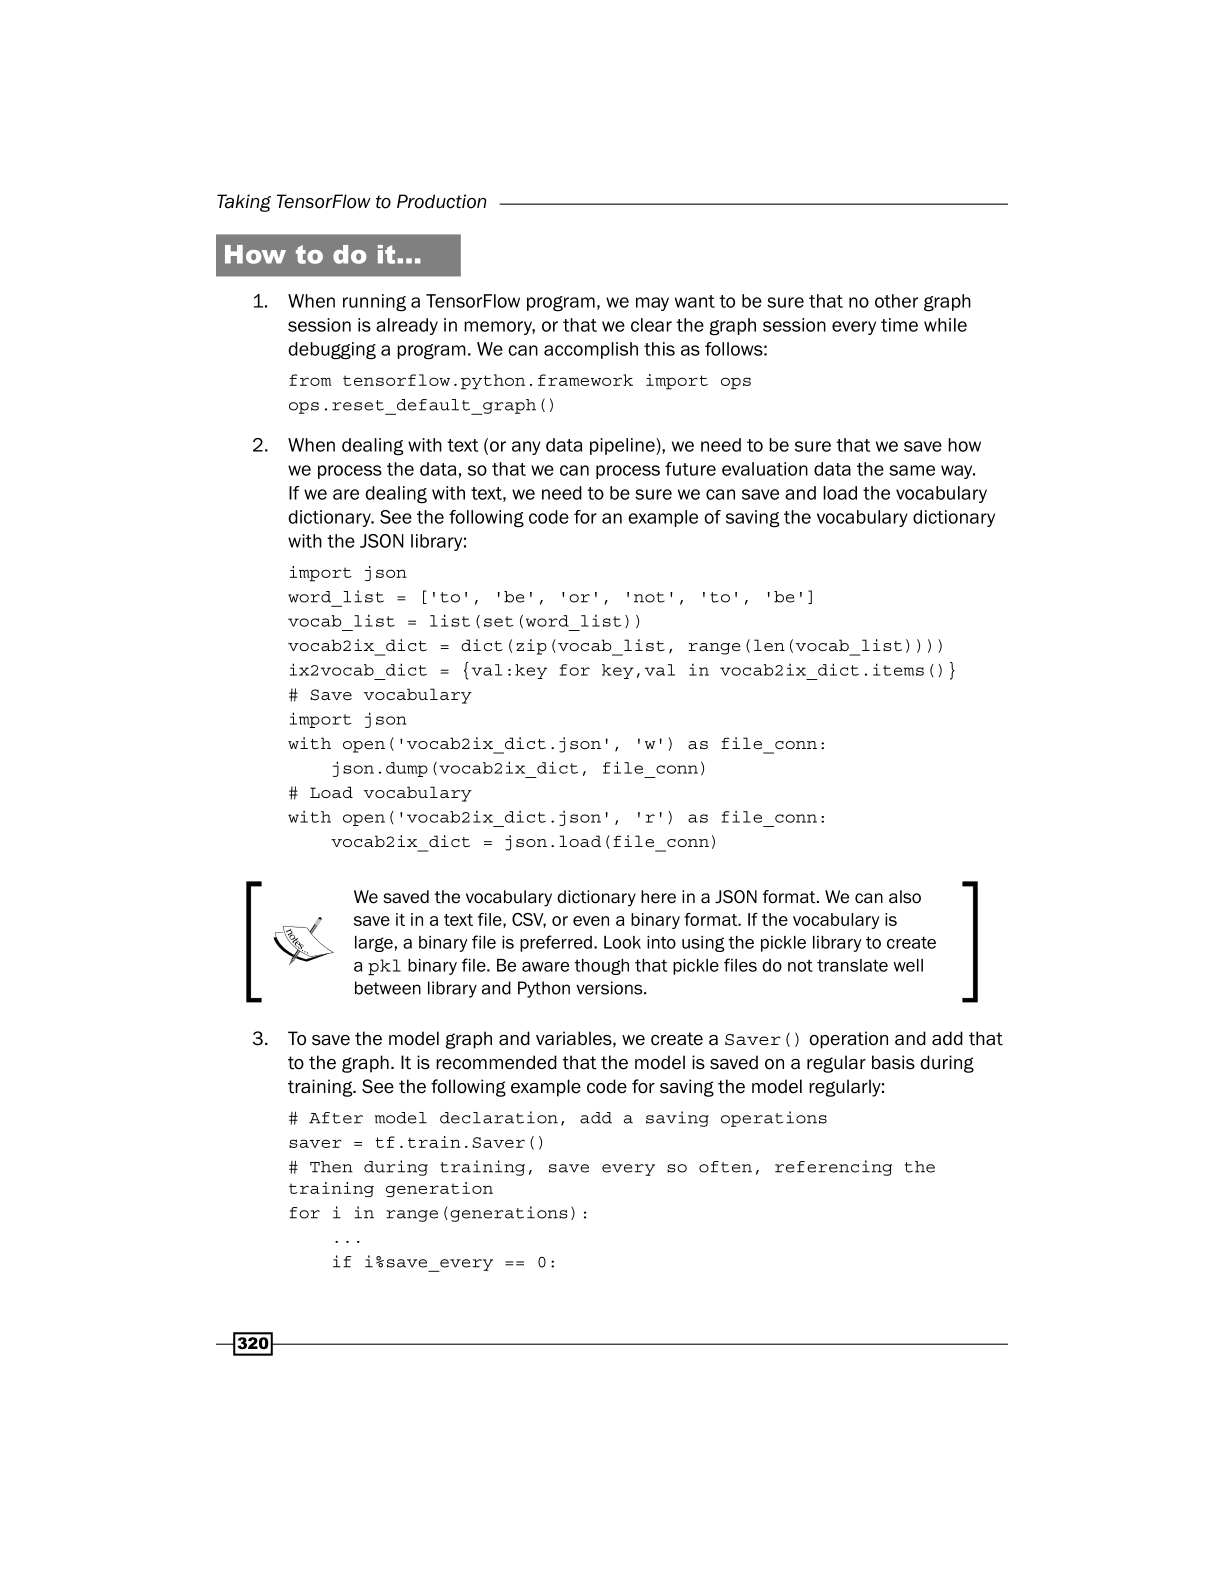 Taking TensorFlow to Production
How to do it…
1. When running a TensorFlow program, we may want to be sure that no other graph
session is already in memory, or that we clear the graph session every time while
debugging a program. We can accomplish this as follows:
from tensorflow.python.framework import ops
ops.reset_default_graph()
2. When dealing with text (or any data pipeline), we need to be sure that we save how
we process the data, so that we can process future evaluation data the same way.
If we are dealing with text, we need to be sure we can save and load the vocabulary
dictionary. See the following code for an example of saving the vocabulary dictionary
with the JSON library:
import json
word_list = ['to', 'be', 'or', 'not', 'to', 'be']
vocab_list = list(set(word_list))
vocab2ix_dict = dict(zip(vocab_list, range(len(vocab_list))))
ix2vocab_dict = {val:key for key,val in vocab2ix_dict.items()}
# Save vocabulary
import json
with open('vocab2ix_dict.json', 'w') as file_conn:
    json.dump(vocab2ix_dict, file_conn)
# Load vocabulary
with open('vocab2ix_dict.json', 'r') as file_conn:
    vocab2ix_dict = json.load(file_conn)
notes...
We saved the vocabulary dictionary here in a JSON format. We can also
save it in a text file, CSV, or even a binary format. If the vocabulary is
large, a binary file is preferred. Look into using the pickle library to create
a pkl binary file. Be aware though that pickle files do not translate well
between library and Python versions.
3. To save the model graph and variables, we create a Saver() operation and add that
to the graph. It is recommended that the model is saved on a regular basis during
training. See the following example code for saving the model regularly:
# After model declaration, add a saving operations
saver = tf.train.Saver()
# Then during training, save every so often, referencing the
training generation
for i in range(generations):
    ...
    if i%save_every == 0:
320